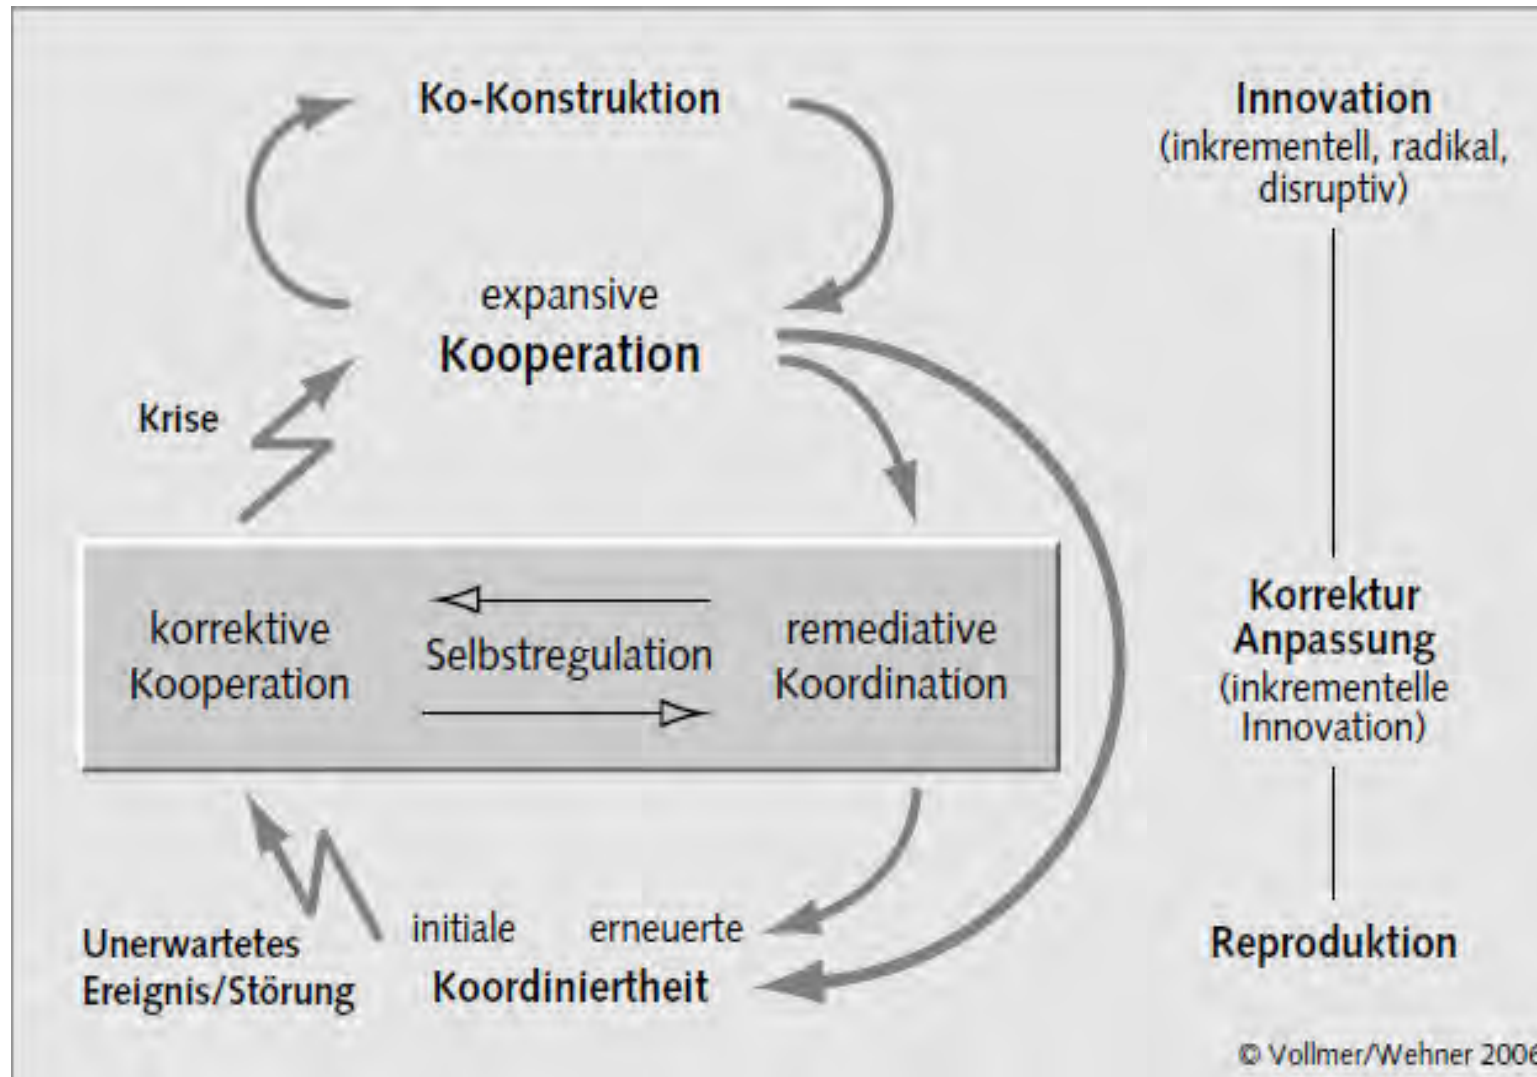 Ko-Konstruktion
expansive
Kooperation
Krise
korrektive
Kooperation
Selbstregulation
remediative
Koordination
Unerwartetes
Ereignis/Störung
initiale erneuerte
Koordiniertheit
Innovation
(inkrementell, radikal,
disruptiv)
Korrektur
Anpassung
(inkrementelle
Innovation)
Reproduktion
© Vollmer/Wehner 2006